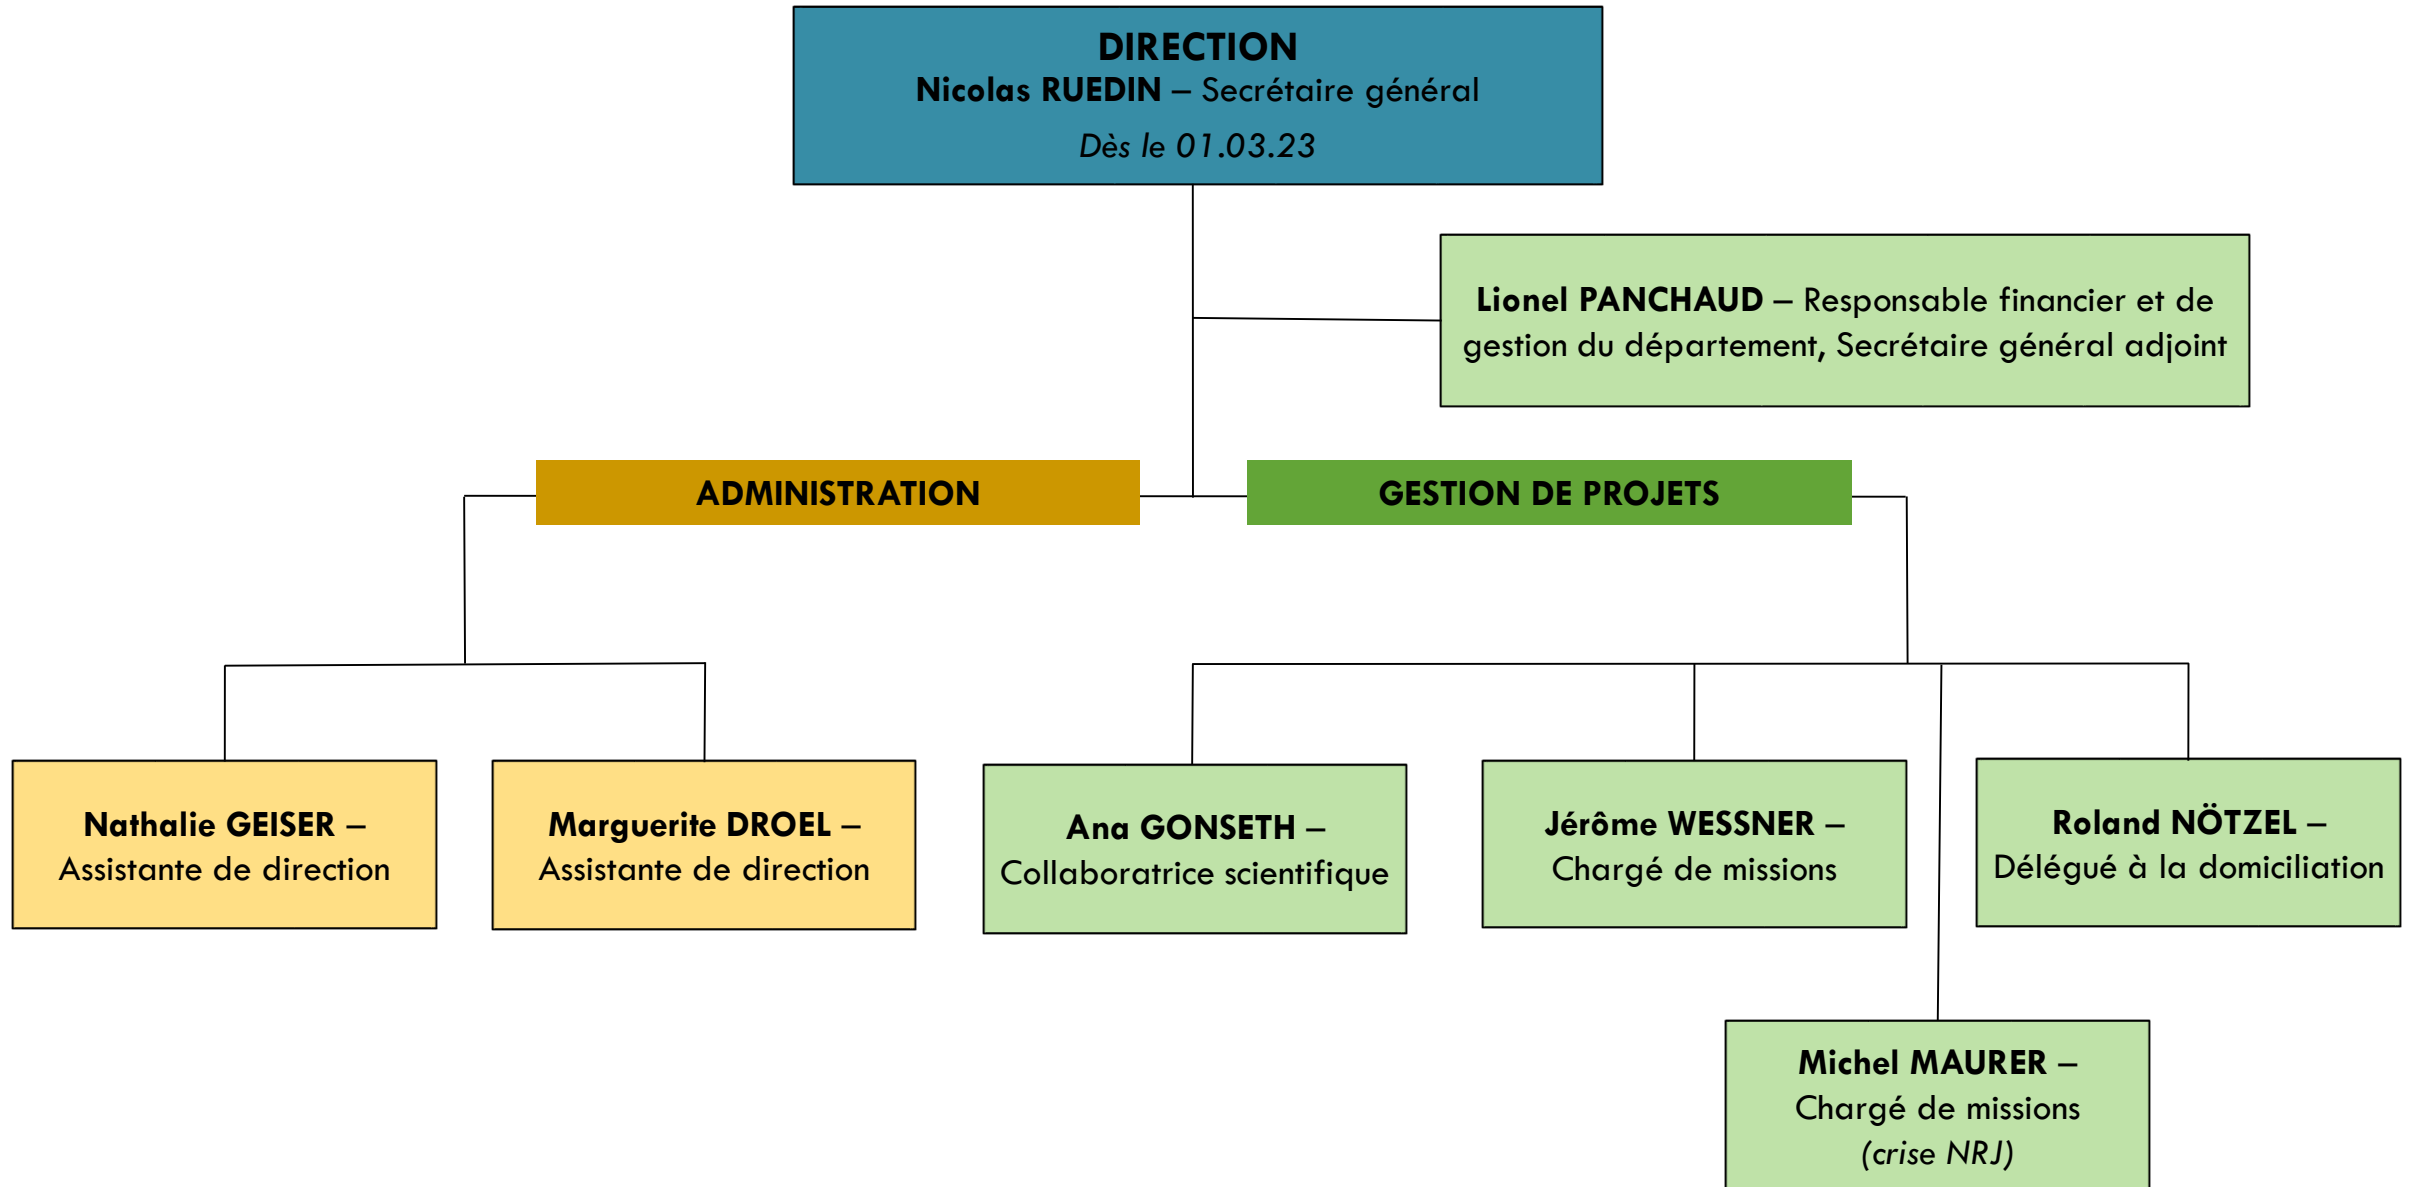 DIRECTION
Nicolas RUEDIN – Secrétaire général
Dès le 01.03.23
Lionel PANCHAUD – Responsable financier et de
gestion du département, Secrétaire général adjoint
ADMINISTRATION
GESTION DE PROJETS
Nathalie GEISER –
Assistante de direction
Marguerite DROEL –
Assistante de direction
Ana GONSETH –
Collaboratrice scientifique
Jérôme WESSNER –
Chargé de missions
Roland NÖTZEL –
Délégué à la domiciliation
Michel MAURER –
Chargé de missions
(crise NRJ)